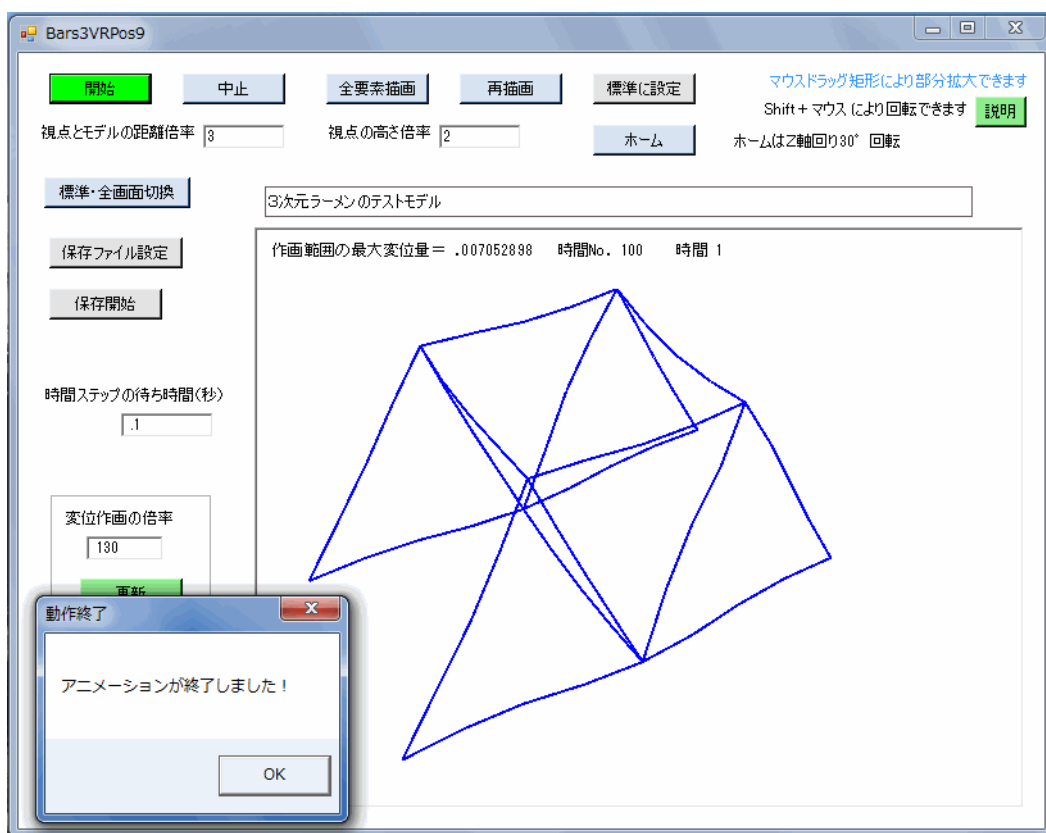 Bars3VRPos9
開始 中止 全要素描画 再描画 標準に設定 マウスドラッグ矩形により部分拡大できます
Shift+マウス により回転できます 説明
視点とモデルの距離倍率 3 視点の高さ倍率 2 ホーム ホームはZ軸回り30° 回転
標準・全画面切換
3次元ラーメンのテストモデル
保存ファイル設定
作画範囲の最大変位量= .007052898 時間No. 100 時間 1
保存開始
時間ステップの待ち時間(秒)
.1
変位作画の倍率
130
更新
動作終了
アニメーションが終了しました!
OK